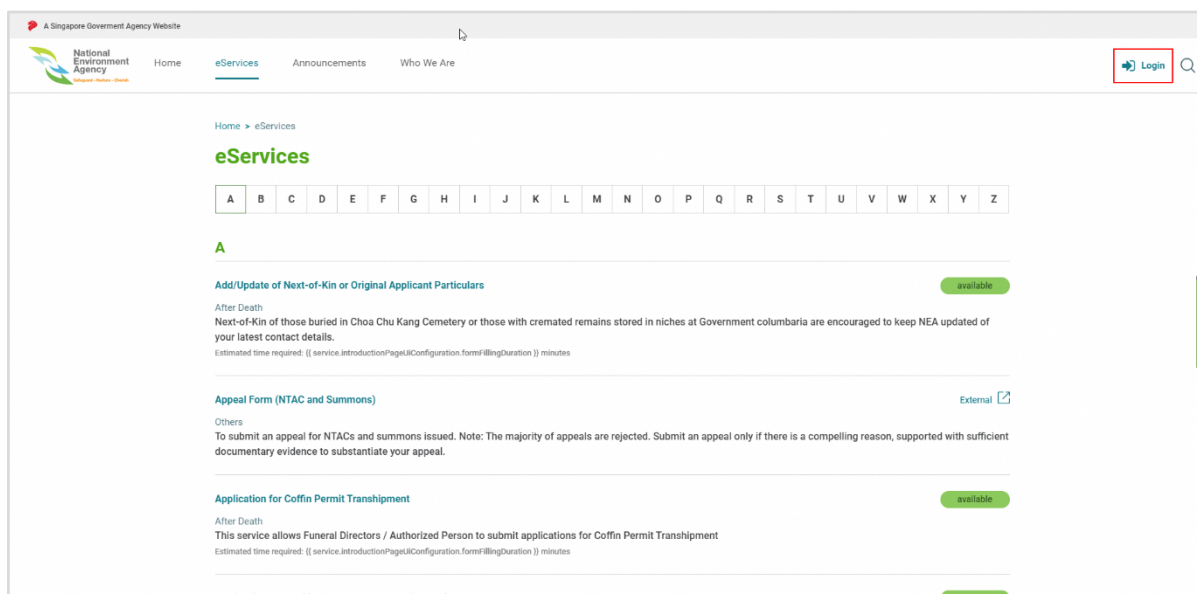 A Singapore Goverment Agency Website
National
Environment
Agency
Safeguard • Nurture • Cherish
Home
eServices
Announcements
Who We Are
Login
Home > eServices
eServices
A B C D E F G H I J K L M N O P Q R S T U V W X Y Z
A
Add/Update of Next-of-Kin or Original Applicant Particulars
available
After Death
Next-of-Kin of those buried in Choa Chu Kang Cemetery or those with cremated remains stored in niches at Government columbaria are encouraged to keep NEA updated of
your latest contact details.
Estimated time required: {{ service.introductionPageUiConfiguration.formFillingDuration }} minutes
Appeal Form (NTAC and Summons)
External
Others
To submit an appeal for NTACs and summons issued. Note: The majority of appeals are rejected. Submit an appeal only if there is a compelling reason, supported with sufficient
documentary evidence to substantiate your appeal.
Application for Coffin Permit Transhipment
available
After Death
This service allows Funeral Directors / Authorized Person to submit applications for Coffin Permit Transhipment
Estimated time required: {{ service.introductionPageUiConfiguration.formFillingDuration }} minutes
available